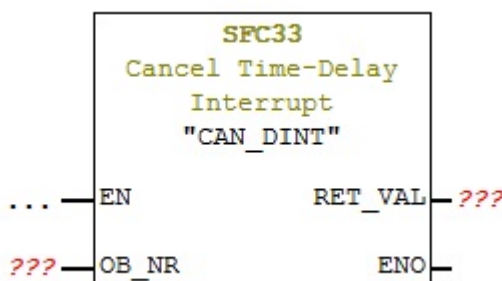 SFC33
Cancel Time-Delay
Interrupt
"CAN_DINT"
... EN RET_VAL ???
??? OB_NR ENO